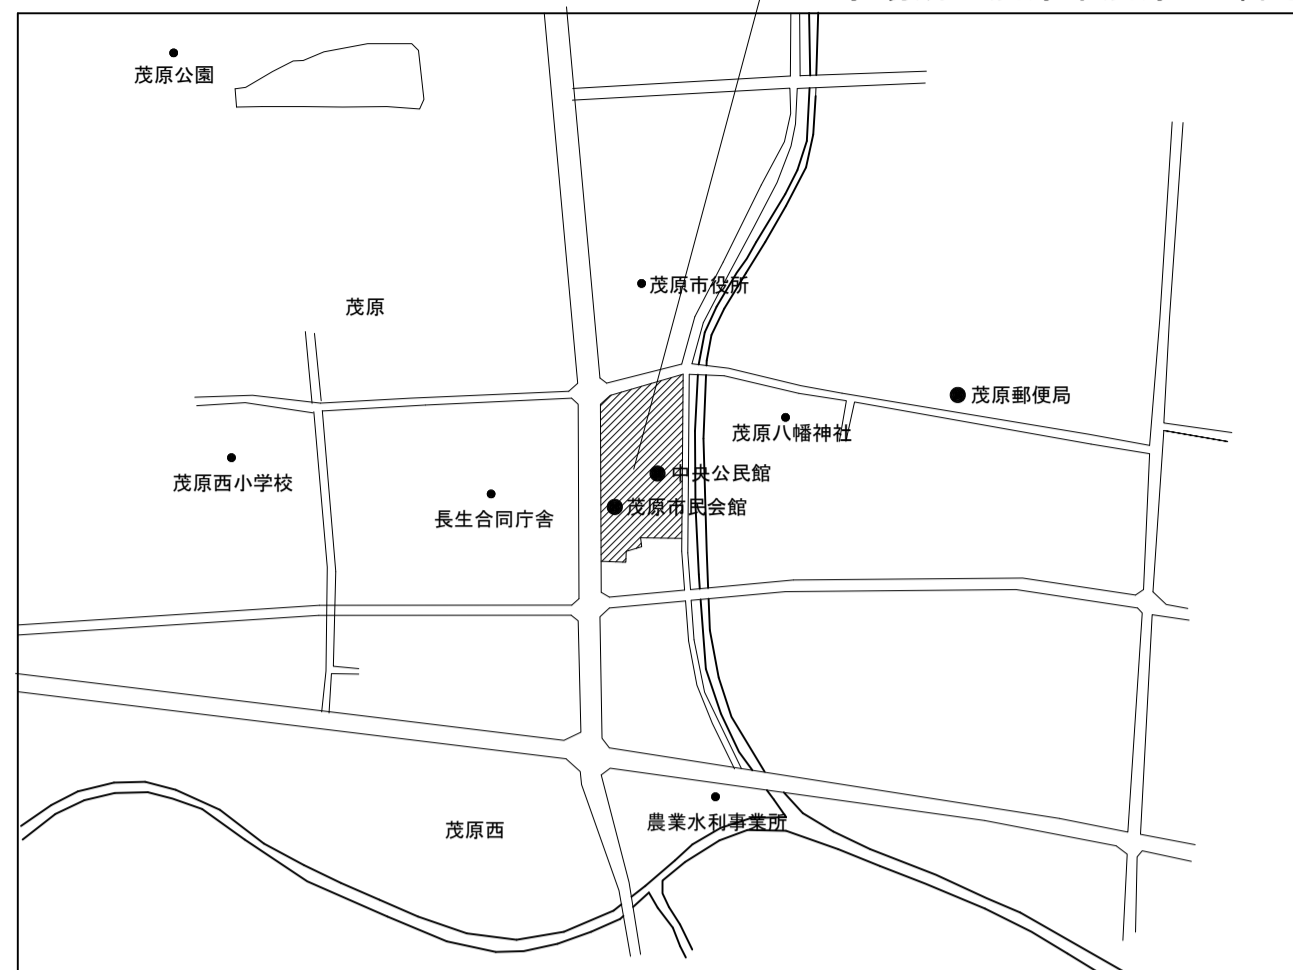 茂原公園
茂原市役所
茂原
茂原郵便局
茂原八幡神社
中央公民館
茂原西小学校
茂原市民会館
長生合同庁舎
農業水利事業所
茂原西